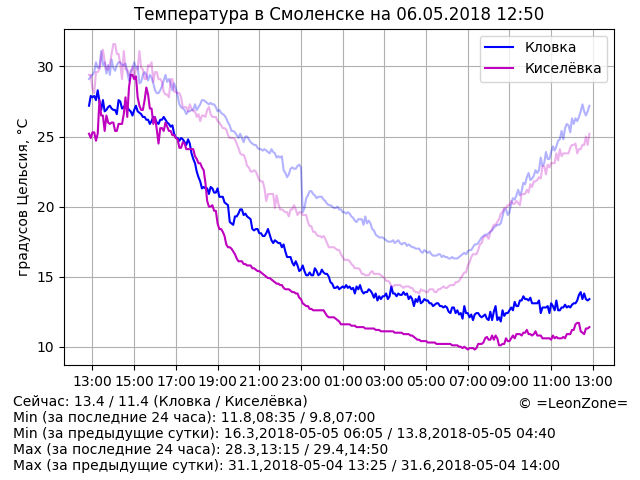 Температура в Смоленске на 06.05.2018 12:50
Кловка
Киселёвка
градусов Цельсия, °C
30
25
20
15
10
13:00 15:00 17:00 19:00 21:00 23:00 01:00 03:00 05:00 07:00 09:00 11:00 13:00
Сейчас: 13.4 / 11.4 (Кловка / Киселёвка)
© =LeonZone=
Min (за последние 24 часа): 11.8,08:35 / 9.8,07:00
Min (за предыдущие сутки): 16.3,2018-05-05 06:05 / 13.8,2018-05-05 04:40
Max (за последние 24 часа): 28.3,13:15 / 29.4,14:50
Max (за предыдущие сутки): 31.1,2018-05-04 13:25 / 31.6,2018-05-04 14:00